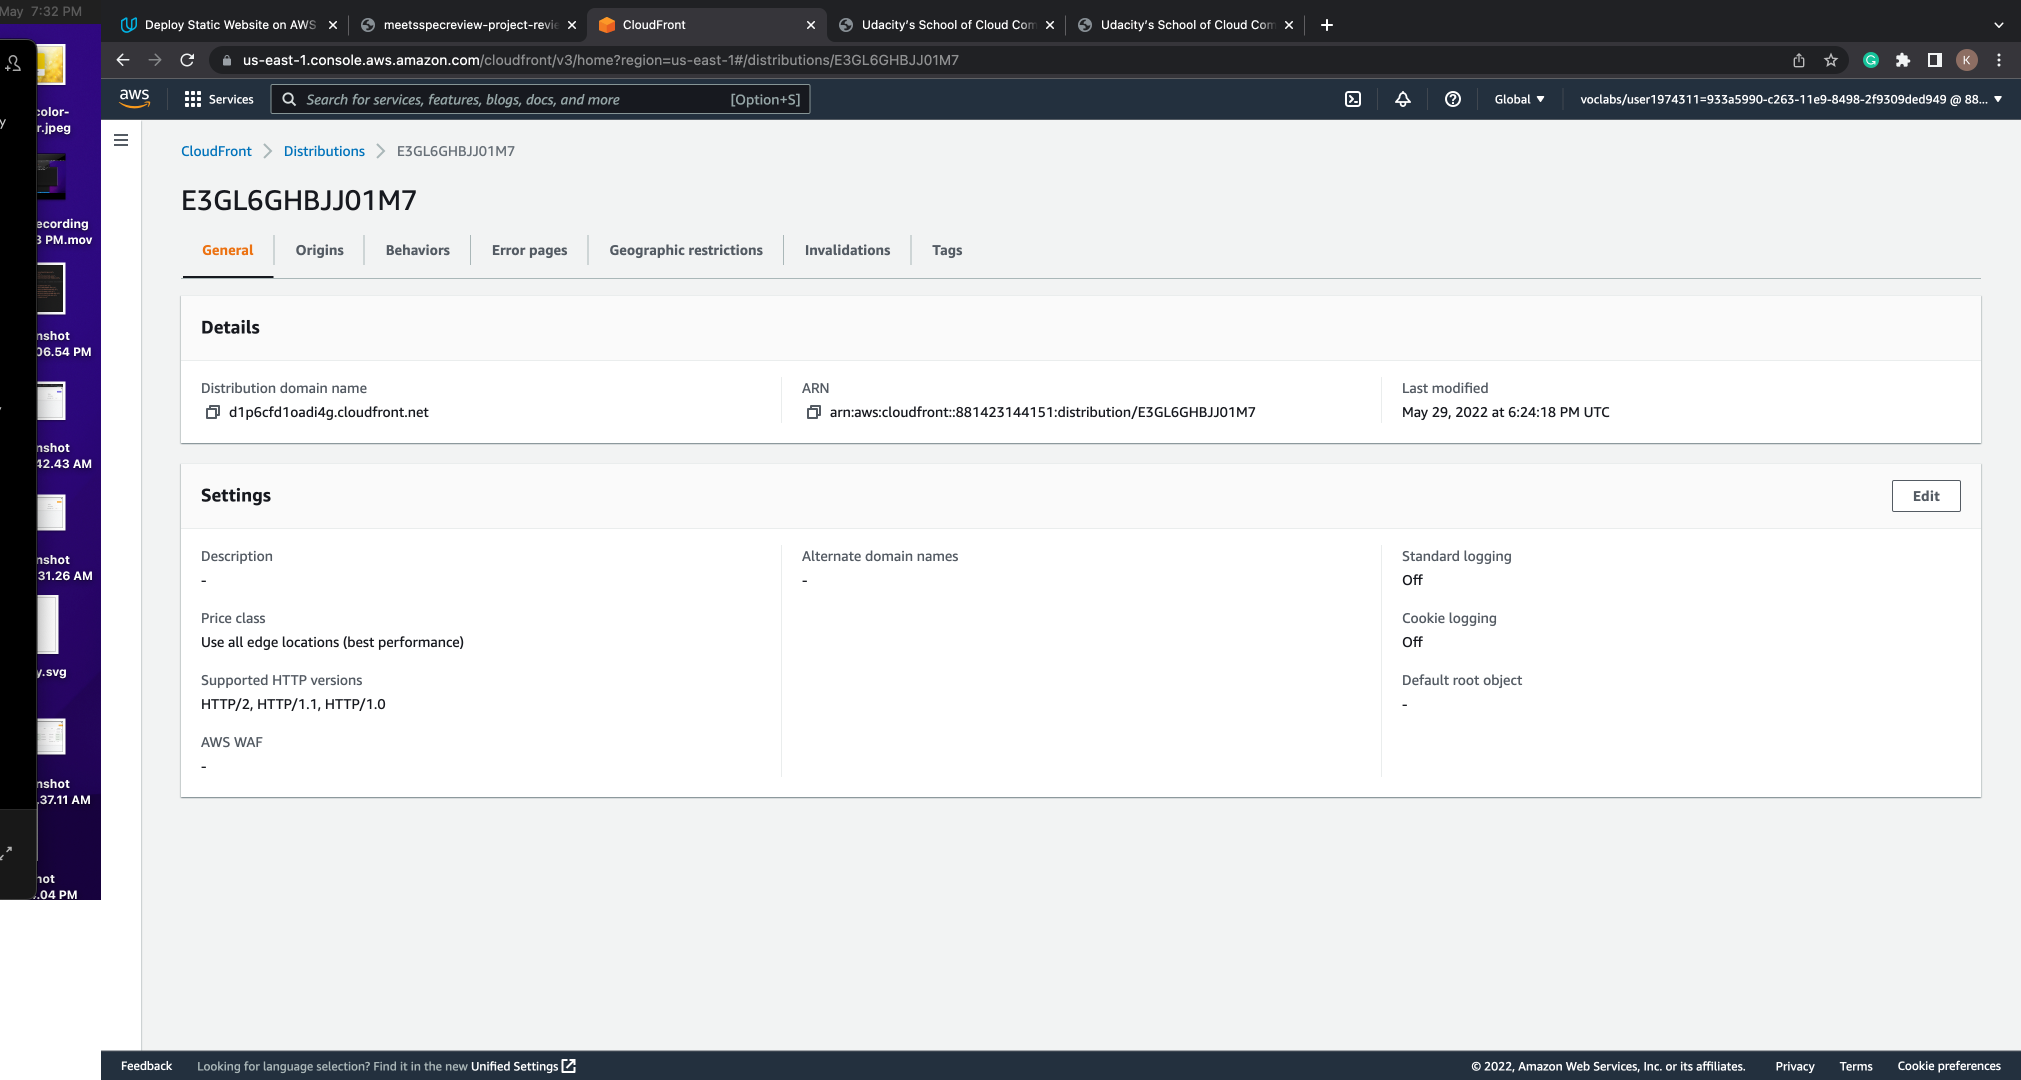 May 7:32 PM
Deploy Static Website on AWS
meetsspecreview-project-revie
CloudFront
Udacity's School of Cloud Com
Udacity's School of Cloud Com
us-east-1.console.aws.amazon.com/cloudfront/v3/home?region=us-east-1#/distributions/E3GL6GHBJJ01M7
K
aws
Services
Search for services, features, blogs, docs, and more
[Option+S]
Global
voclabs/user1974311=933a5990-c263-11e9-8498-2f9309ded949 @ 88...
color-
r.jpeg
ecording
3 PM.mov
nshot
06.54 PM
nshot
42.43 AM
nshot
31.26 AM
y.svg
nshot
.37.11 AM
not
.04 PM
CloudFront
Distributions
E3GL6GHBJJ01M7
E3GL6GHBJJ01M7
General
Origins
Behaviors
Error pages
Geographic restrictions
Invalidations
Tags
Details
Distribution domain name
d1p6cfd1oadi4g.cloudfront.net
ARN
arn:aws:cloudfront::881423144151:distribution/E3GL6GHBJJ01M7
Last modified
May 29, 2022 at 6:24:18 PM UTC
Settings
Edit
Description
-
Price class
Use all edge locations (best performance)
Supported HTTP versions
HTTP/2, HTTP/1.1, HTTP/1.0
AWS WAF
-
Alternate domain names
-
Standard logging
Off
Cookie logging
Off
Default root object
-
Feedback
Looking for language selection? Find it in the new Unified Settings
© 2022, Amazon Web Services, Inc. or its affiliates.
Privacy
Terms
Cookie preferences